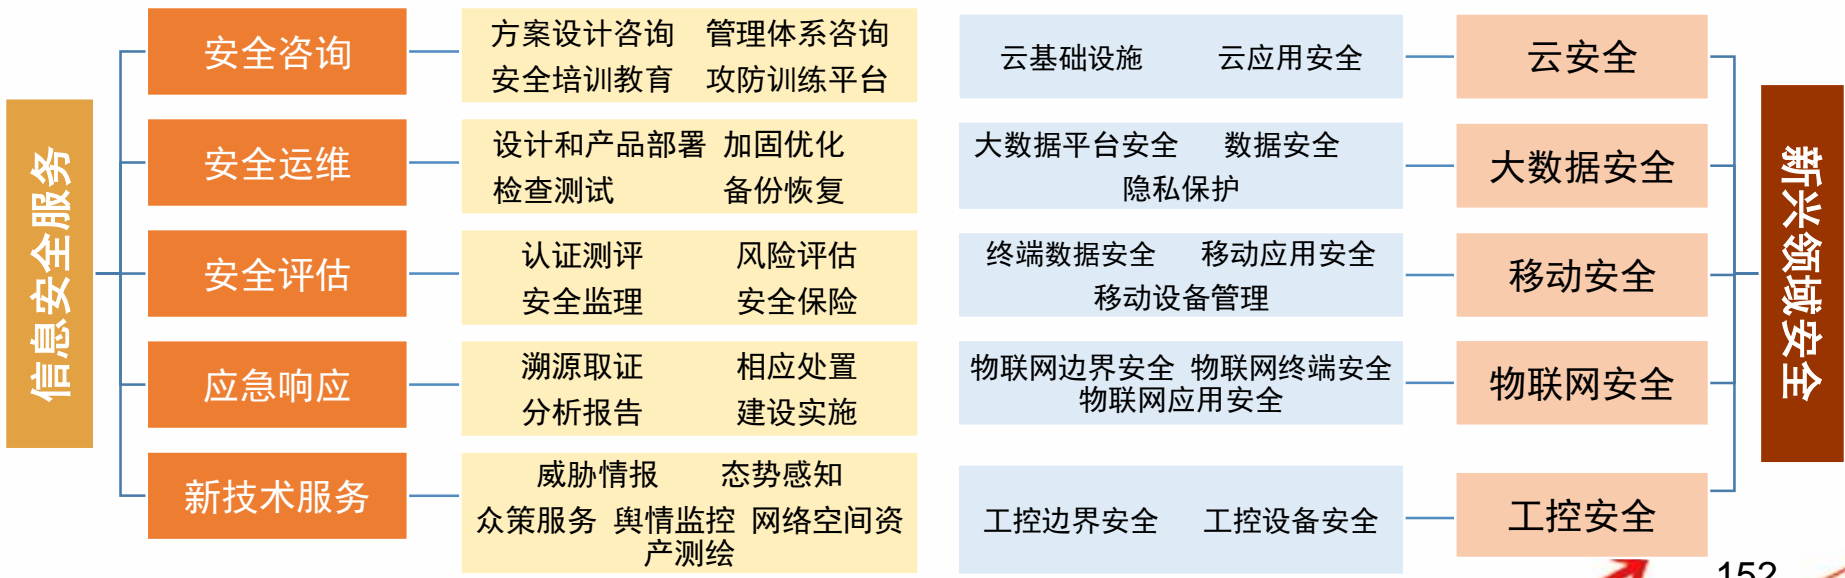 信息安全服务
安全咨询
方案设计咨询 管理体系咨询
安全培训教育 攻防训练平台
安全运维
设计和产品部署 加固优化
检查测试 备份恢复
安全评估
认证测评 风险评估
安全监理 安全保险
应急响应
溯源取证 相应处置
分析报告 建设实施
新技术服务
威胁情报 态势感知
众策服务 舆情监控 网络空间资
产测绘
新兴领域安全
云安全
云基础设施 云应用安全
大数据安全
大数据平台安全 数据安全
隐私保护
移动安全
终端数据安全 移动应用安全
移动设备管理
物联网安全
物联网边界安全 物联网终端安全
物联网应用安全
工控安全
工控边界安全 工控设备安全
152